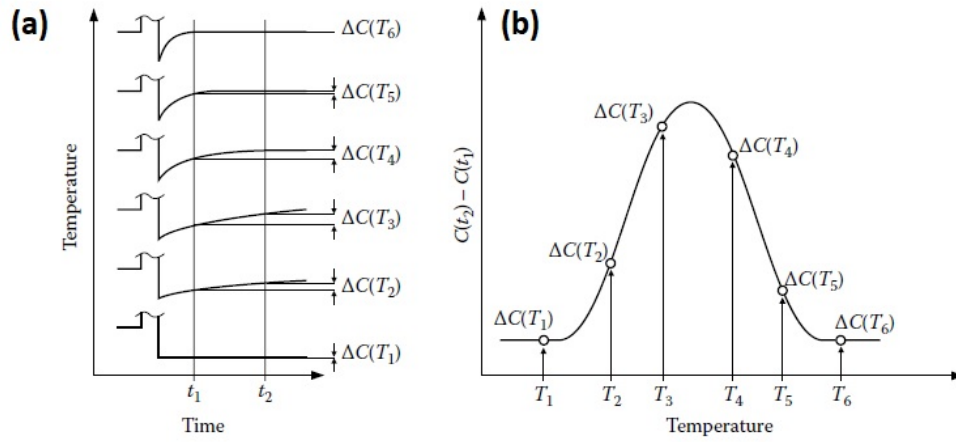 (a)
Temperature
ΔC(T₆)
ΔC(T₅)
ΔC(T₄)
ΔC(T₃)
ΔC(T₂)
ΔC(T₁)
t₁ t₂
Time
(b)
C(t₂) – C(t₁)
ΔC(T₃)
ΔC(T₄)
ΔC(T₂)
ΔC(T₅)
ΔC(T₁)
ΔC(T₆)
T₁ T₂ T₃ T₄ T₅ T₆
Temperature